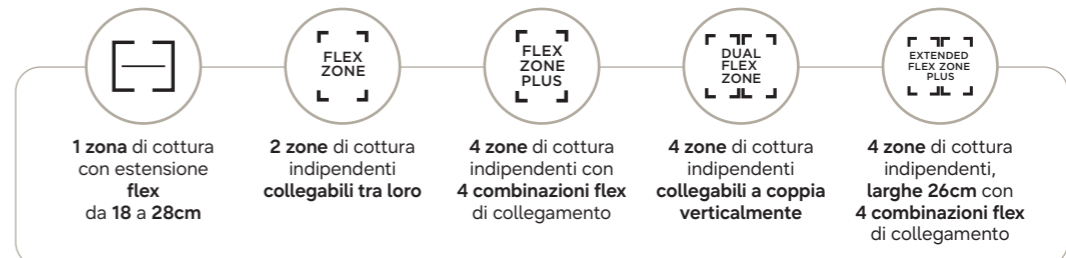 FLEX
ZONE
FLEX
ZONE
PLUS
DUAL
FLEX
ZONE
EXTENDED
FLEX ZONE
PLUS
1 zona di cottura
con estensione
flex
da 18 a 28cm
2 zone di cottura
indipendenti
collegabili tra loro
4 zone di cottura
indipendenti con
4 combinazioni flex
di collegamento
4 zone di cottura
indipendenti
collegabili a coppia
verticalmente
4 zone di cottura
indipendenti,
larghe 26cm con
4 combinazioni flex
di collegamento